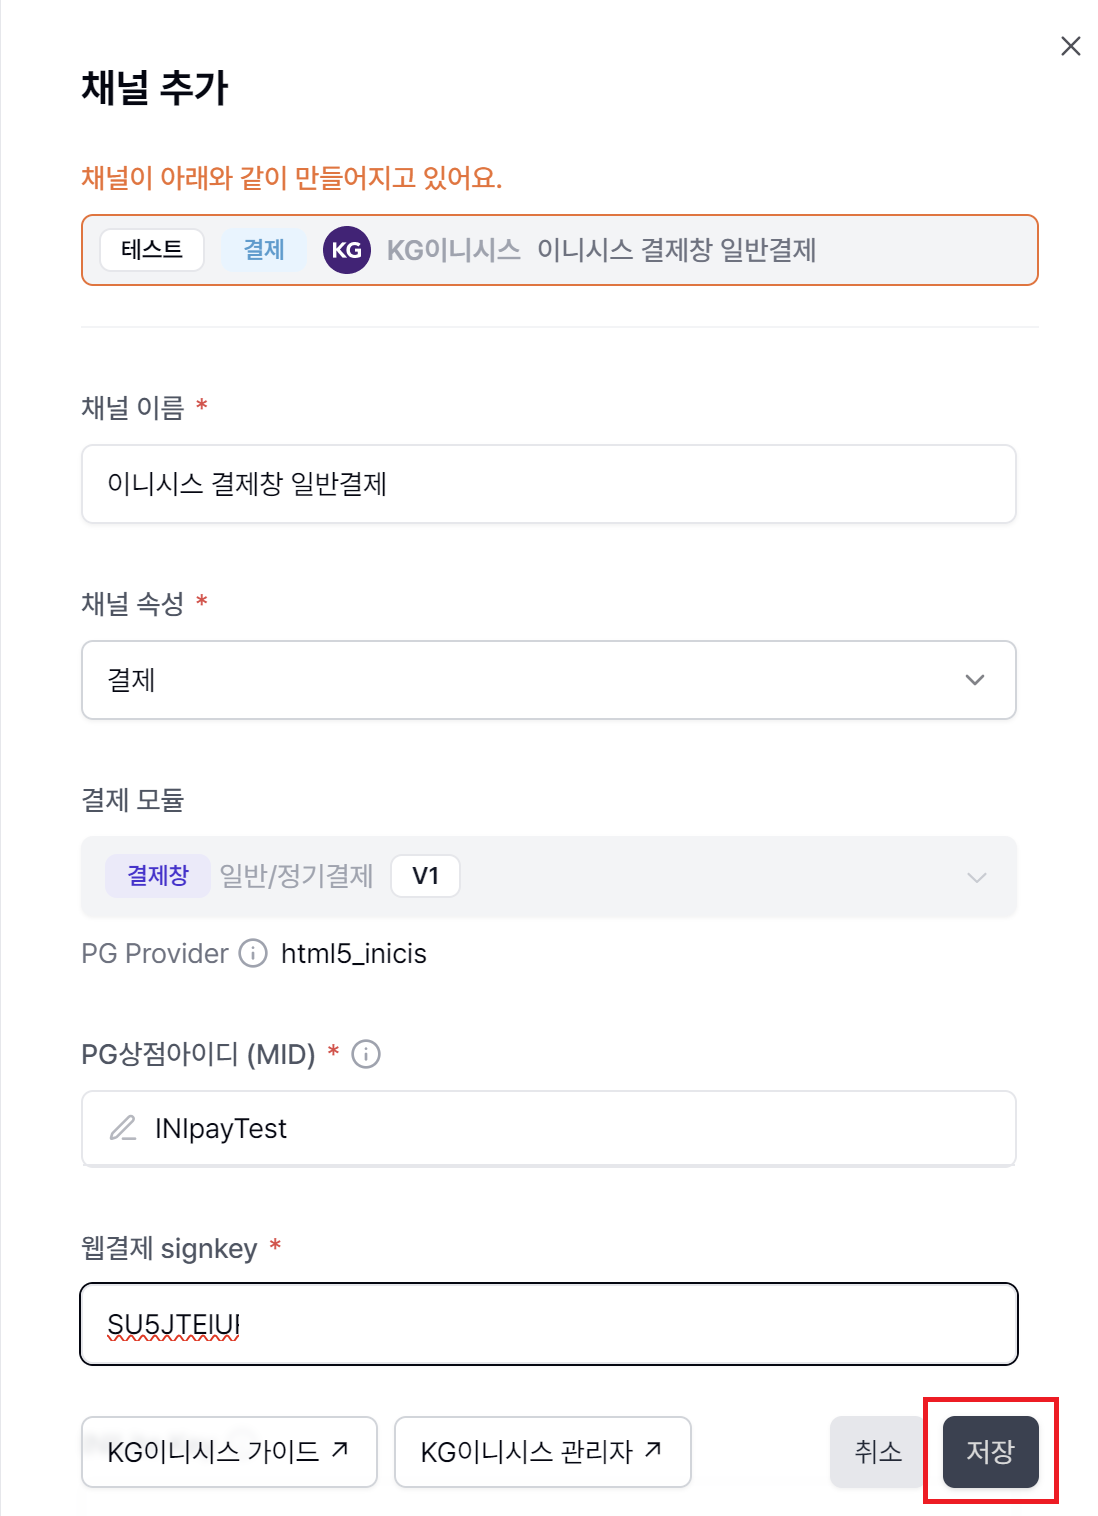 채널 추가
채널이 아래와 같이 만들어지고 있어요.
테스트 결제 KG KG이니시스 이니시스 결제창 일반결제
채널 이름 *
이니시스 결제창 일반결제
채널 속성 *
결제
결제 모듈
결제창 일반/정기결제 V1
PG Provider html5_inicis
PG상점아이디 (MID) *
INIpayTest
웹결제 signkey *
KG이니시스 가이드 ↗ KG이니시스 관리자 ↗ 취소 저장